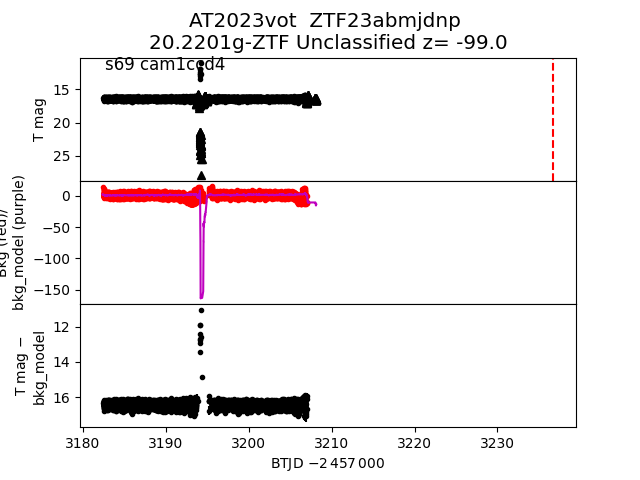 AT2023vot  ZTF23abmjdnp
20.2201g-ZTF Unclassified z= -99.0
s69 cam1ccd4
15
20
25
T mag
0
−50
−100
−150
Bkg (red)/
bkg_model (purple)
12
14
16
T mag −
bkg_model
3180 3190 3200 3210 3220 3230
BTJD −2 457 000